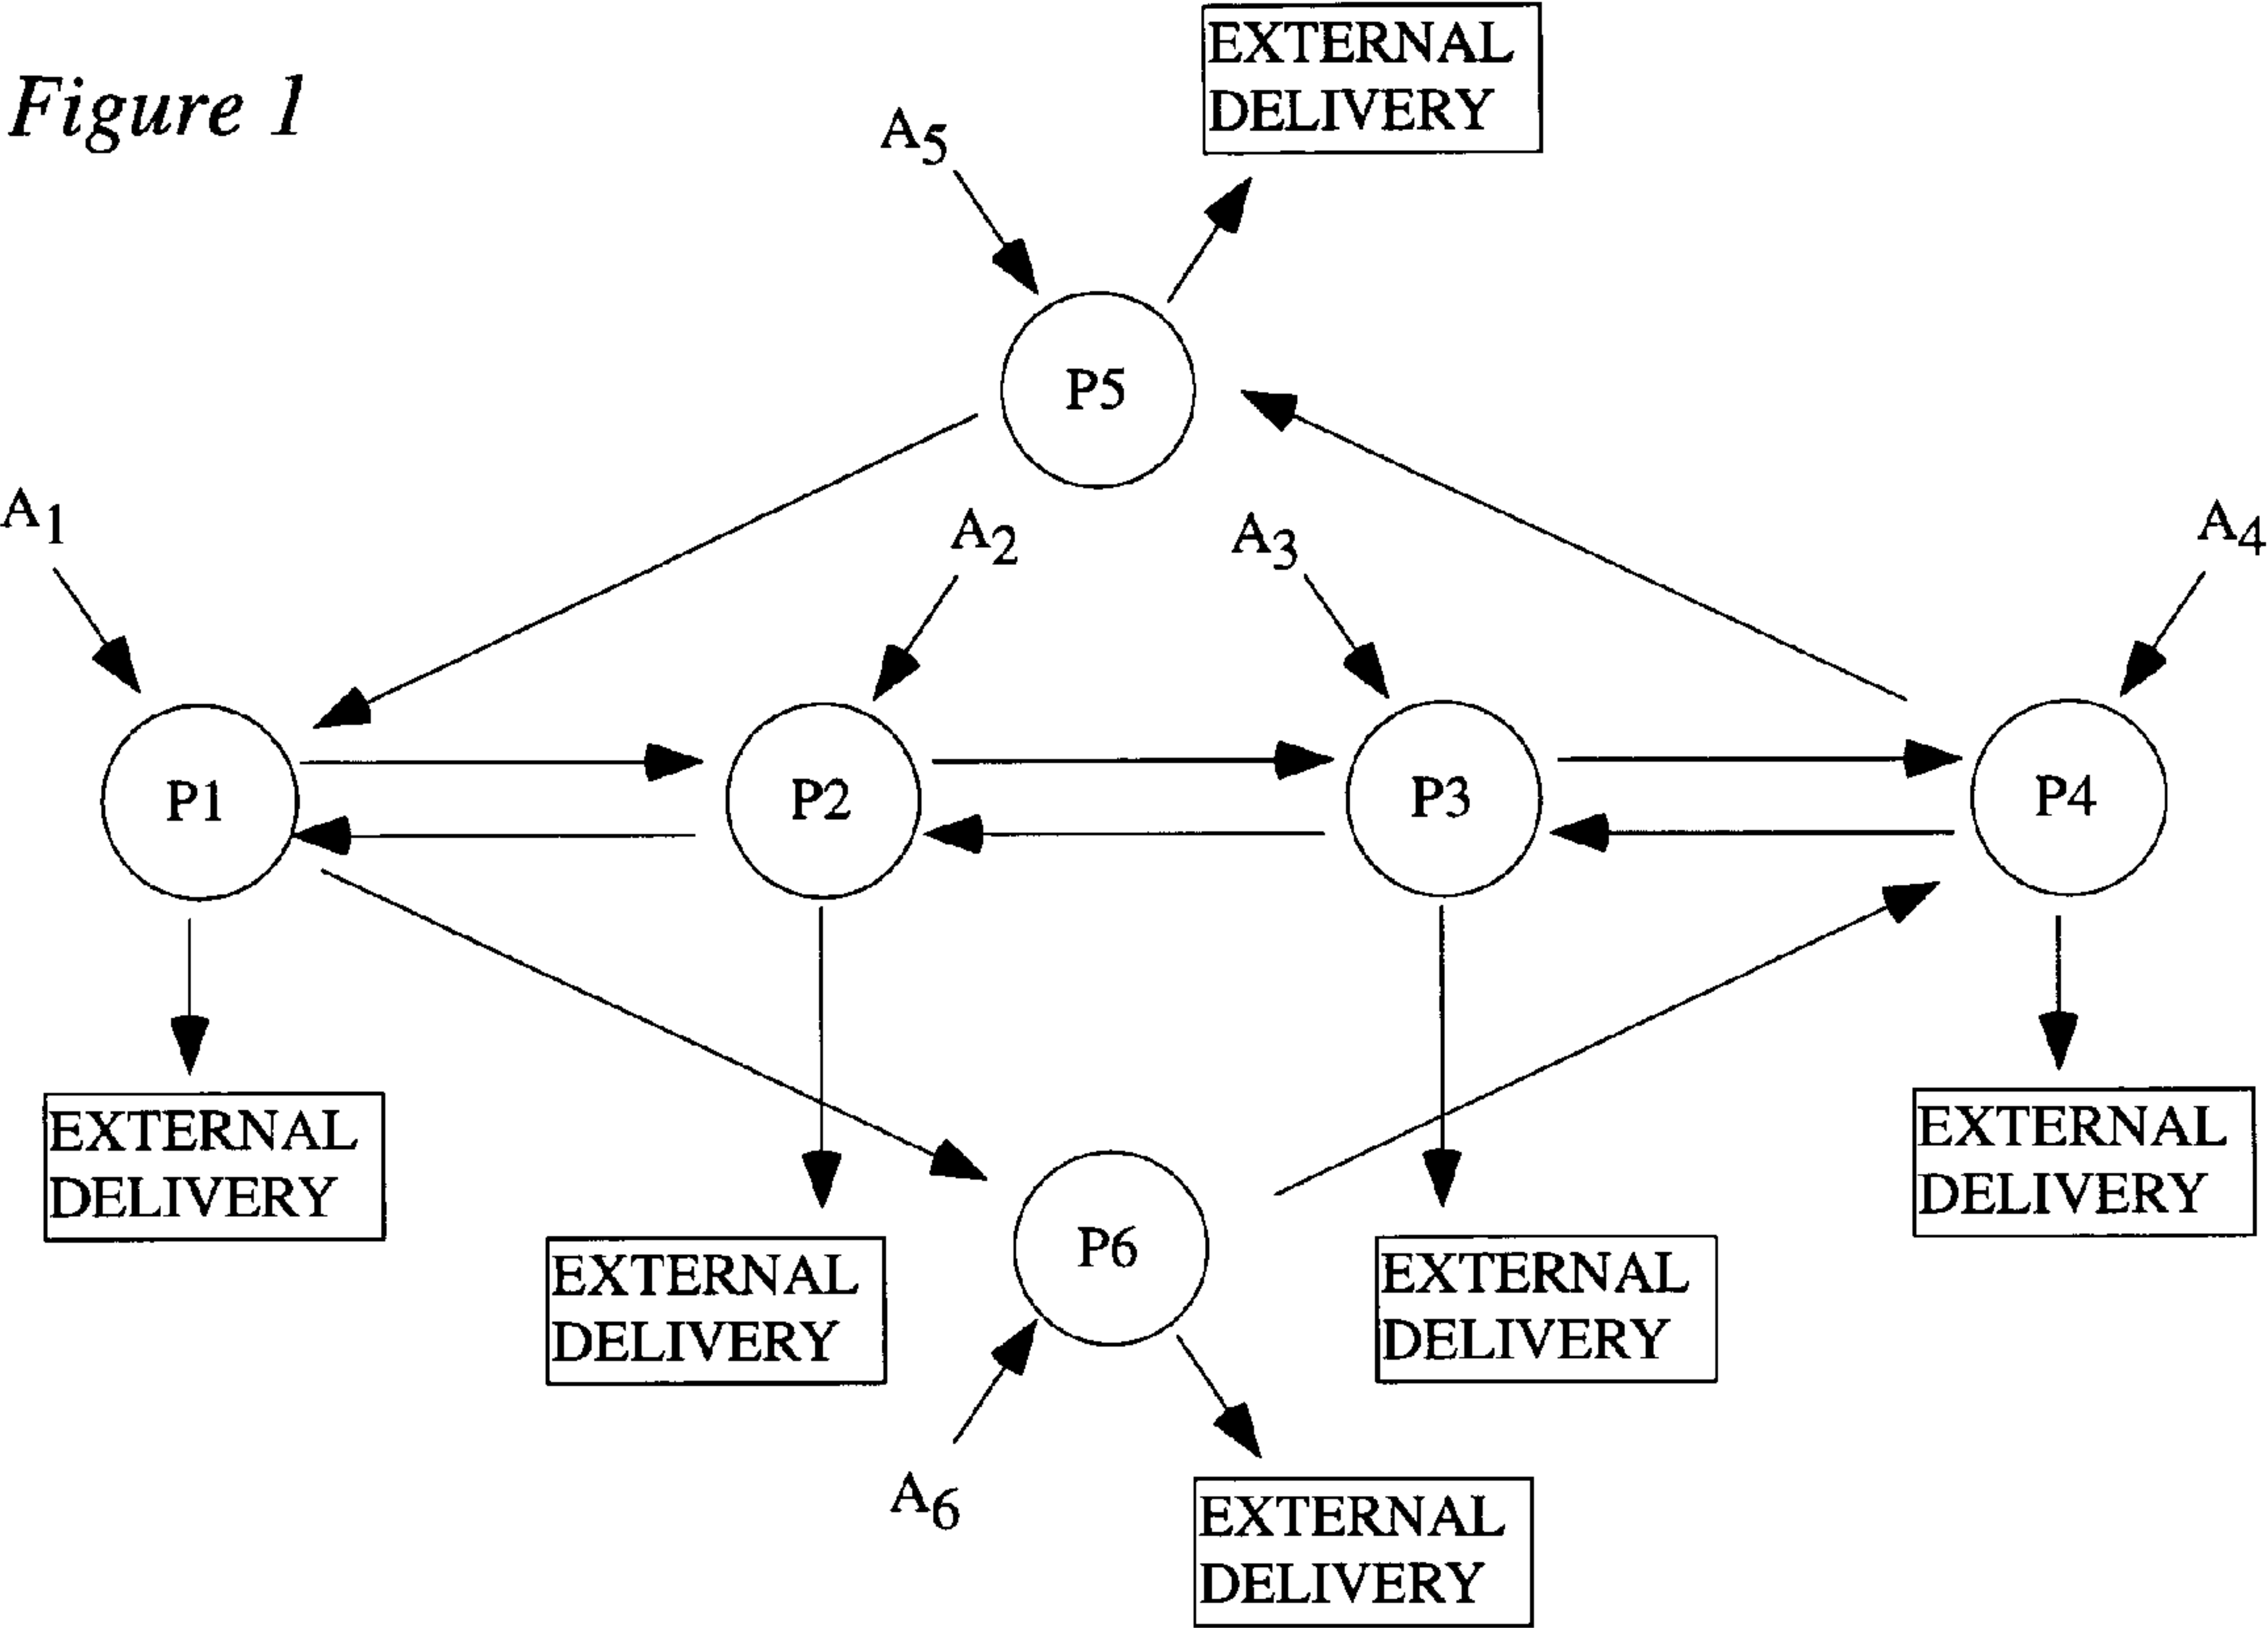 Figure 1
EXTERNAL
DELIVERY
A5
P5
A1
A2
A3
A4
P1
P2
P3
P4
EXTERNAL
DELIVERY
EXTERNAL
DELIVERY
P6
EXTERNAL
DELIVERY
EXTERNAL
DELIVERY
A6
EXTERNAL
DELIVERY